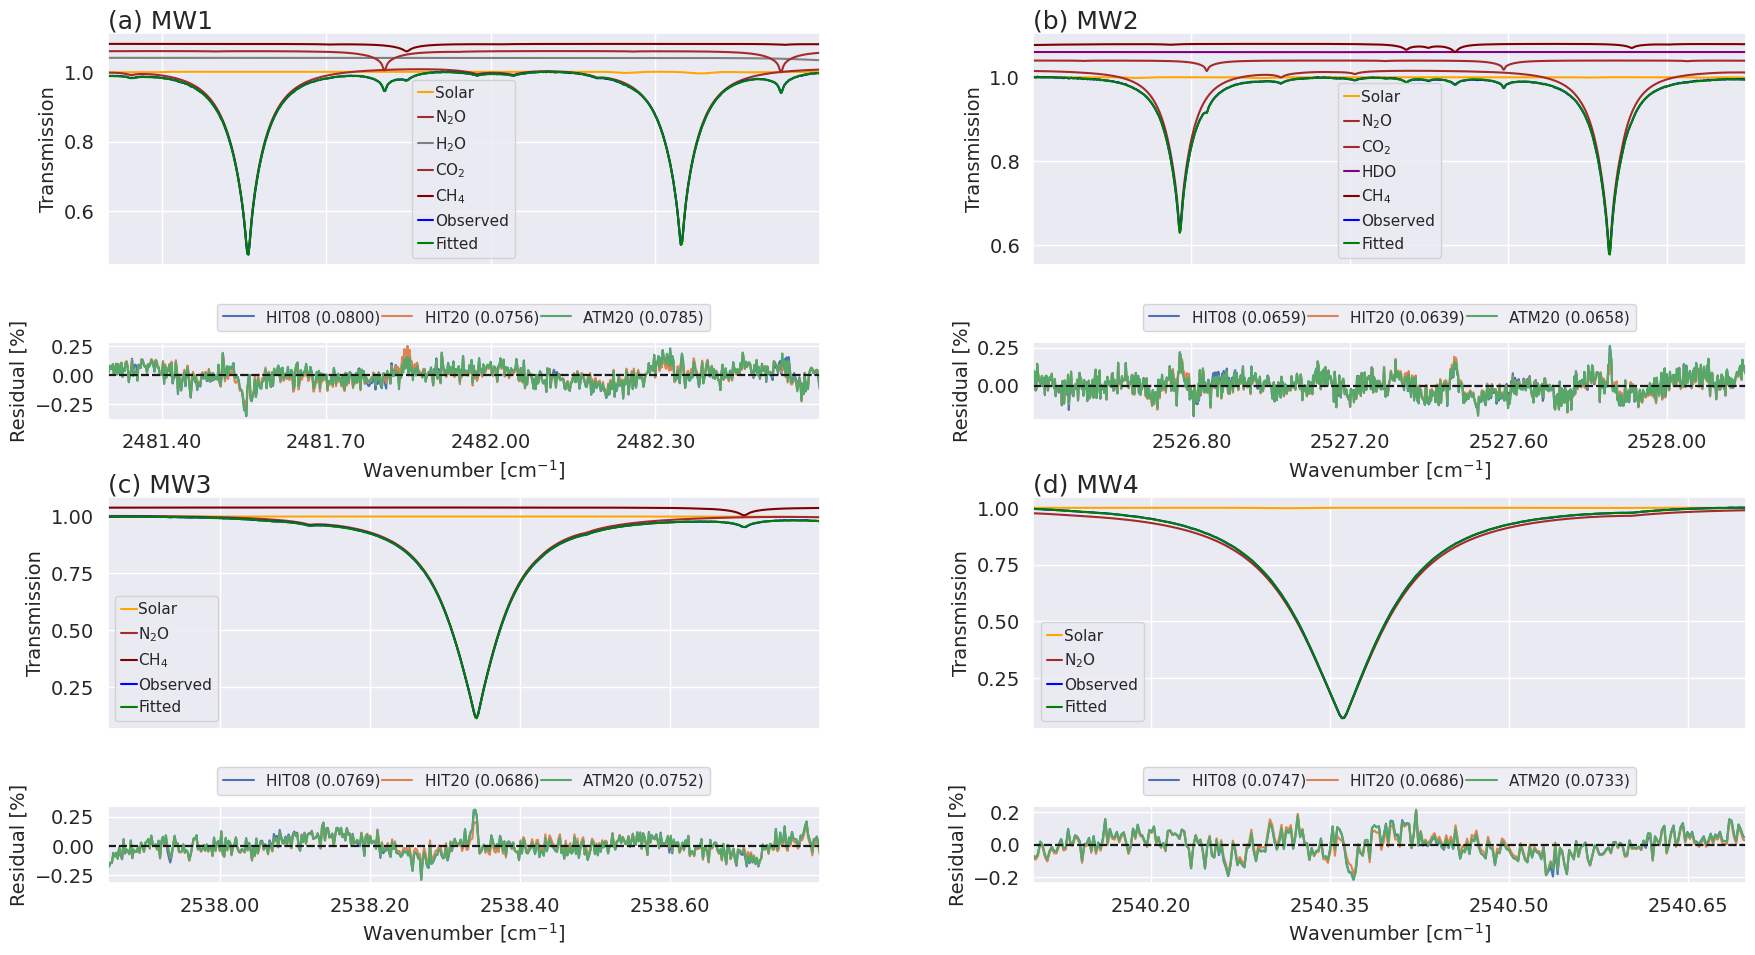 (a) MW1
Transmission
1.0
0.8
0.6
Solar
N₂O
H₂O
CO₂
CH₄
Observed
Fitted
HIT08 (0.0800) HIT20 (0.0756) ATM20 (0.0785)
Residual [%]
0.25
0.00
−0.25
2481.40 2481.70 2482.00 2482.30
Wavenumber [cm⁻¹]
(b) MW2
Transmission
1.0
0.8
0.6
Solar
N₂O
CO₂
HDO
CH₄
Observed
Fitted
HIT08 (0.0659) HIT20 (0.0639) ATM20 (0.0658)
Residual [%]
0.25
0.00
2526.80 2527.20 2527.60 2528.00
Wavenumber [cm⁻¹]
(c) MW3
Transmission
1.00
0.75
0.50
0.25
Solar
N₂O
CH₄
Observed
Fitted
HIT08 (0.0769) HIT20 (0.0686) ATM20 (0.0752)
Residual [%]
0.25
0.00
−0.25
2538.00 2538.20 2538.40 2538.60
Wavenumber [cm⁻¹]
(d) MW4
Transmission
1.00
0.75
0.50
0.25
Solar
N₂O
Observed
Fitted
HIT08 (0.0747) HIT20 (0.0686) ATM20 (0.0733)
Residual [%]
0.2
0.0
−0.2
2540.20 2540.35 2540.50 2540.65
Wavenumber [cm⁻¹]